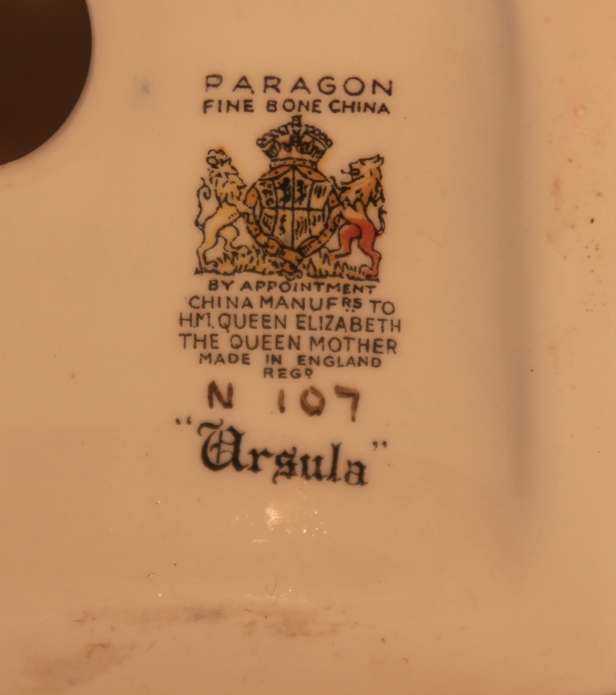 PARAGON
FINE BONE CHINA
BY APPOINTMENT
CHINA MANUFRS TO
H.M. QUEEN ELIZABETH
THE QUEEN MOTHER
MADE IN ENGLAND
REGD
N 107
"Ursula"